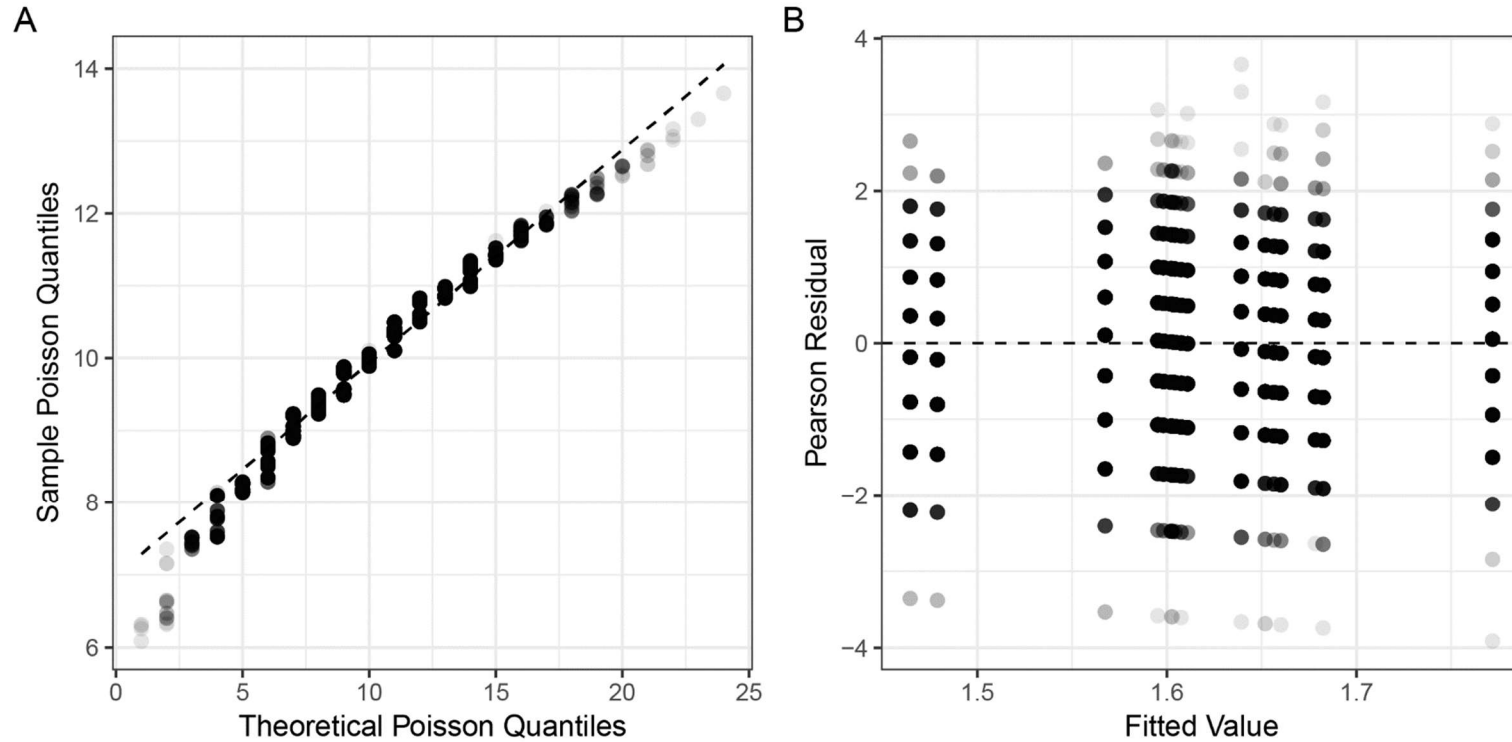 A
Sample Poisson Quantiles
14
12
10
8
6
0 5 10 15 20 25
Theoretical Poisson Quantiles
B
Pearson Residual
4
2
0
−2
−4
1.5 1.6 1.7
Fitted Value